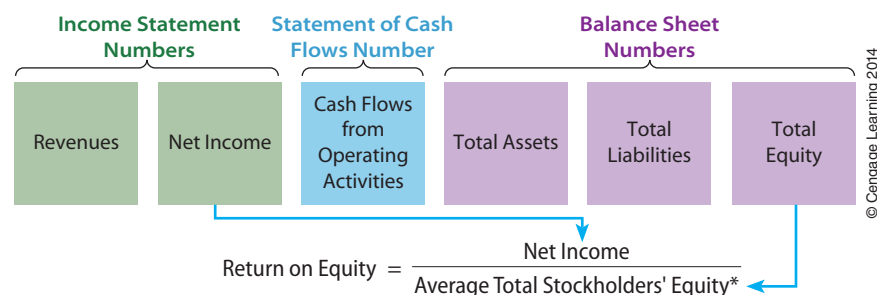 Income Statement
Numbers
Statement of Cash
Flows Number
Balance Sheet
Numbers
Revenues
Net Income
Cash Flows
from
Operating
Activities
Total Assets
Total
Liabilities
Total
Equity
© Cengage Learning 2014
Return on Equity = Net Income
Average Total Stockholders' Equity*